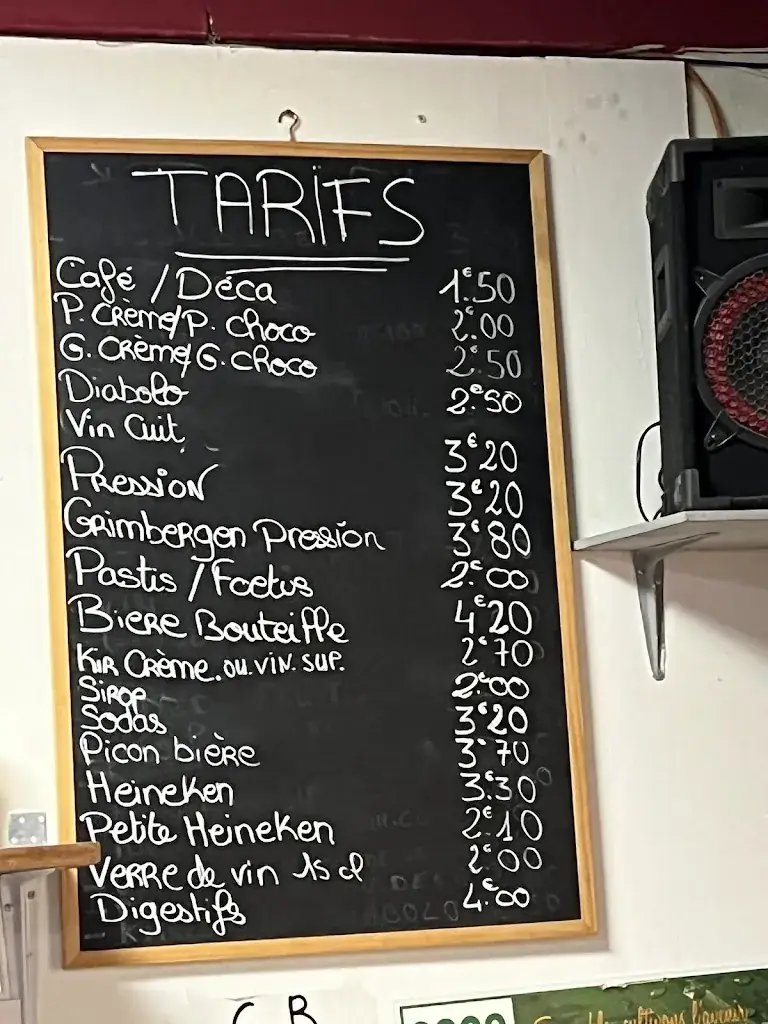 TARIFS
Café / Déca 1€50
P. Crème/P. choco 2€00
G. Crème/G. choco 2€50
Diabolo 2€50
Vin Cuit 3€20
Pression 3€20
Grimbergen Pression 3€80
Pastis / Foetus 2€00
Biere Bouteille 4€20
Kir Crème.ou.vin.sup. 2€70
Sirop 2€00
Sodas 3€20
Picon bière 3€70
Heineken 3€30
Petite Heineken 2€10
Verre de vin 15 cl 2€00
Digestifs 4€00
C B